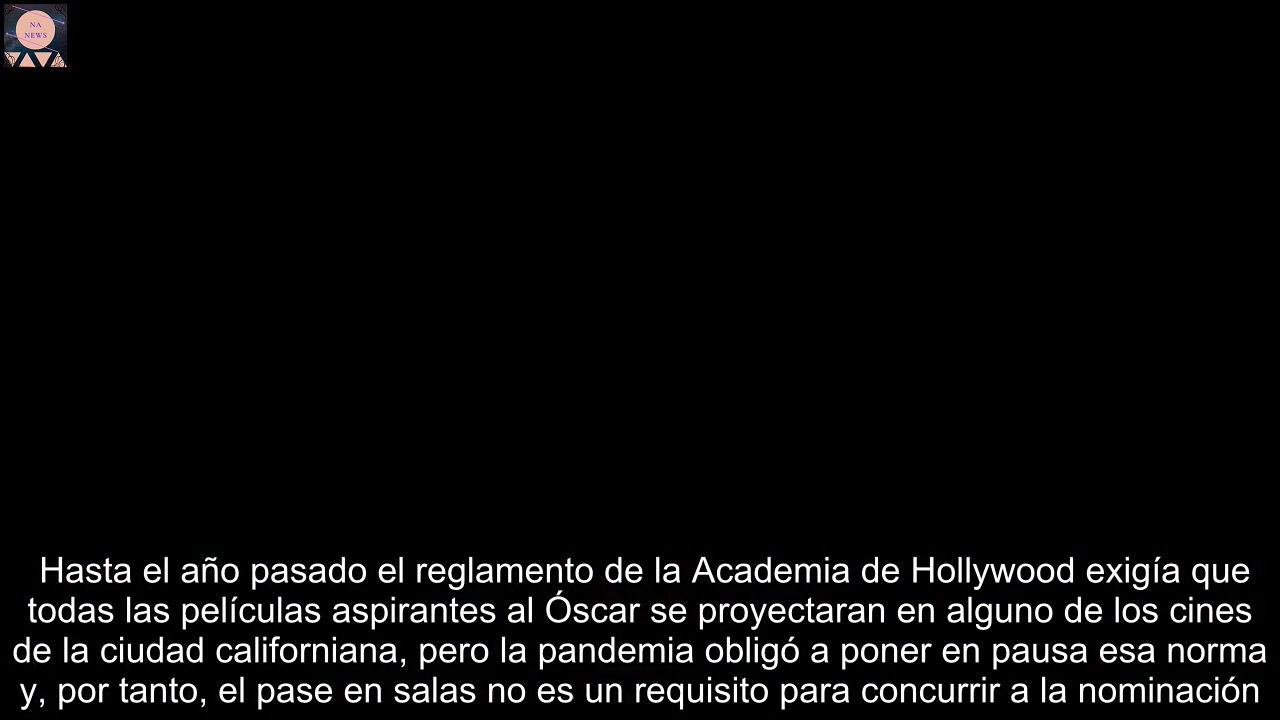 NA
NEWS
Hasta el año pasado el reglamento de la Academia de Hollywood exigía que
todas las películas aspirantes al Óscar se proyectaran en alguno de los cines
de la ciudad californiana, pero la pandemia obligó a poner en pausa esa norma
y, por tanto, el pase en salas no es un requisito para concurrir a la nominación